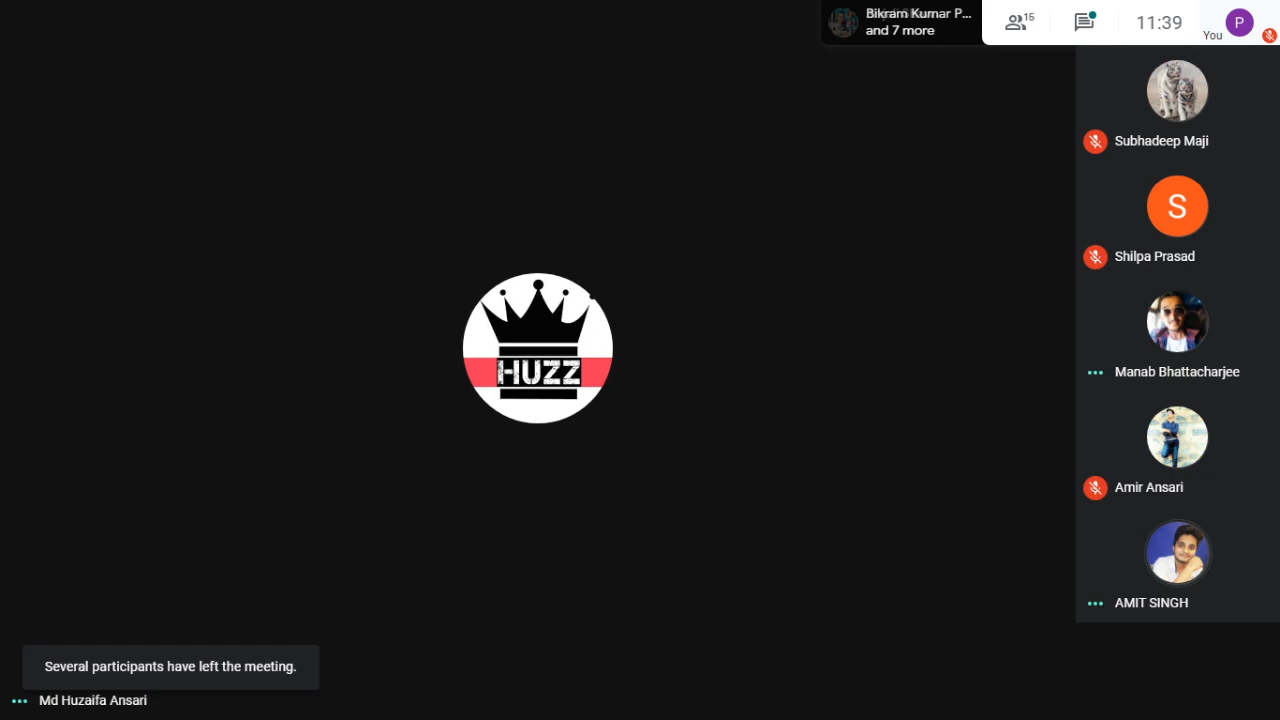 Bikram Kumar P...
and 7 more
15
11:39
You
P
Subhadeep Maji
S
Shilpa Prasad
Manab Bhattacharjee
Amir Ansari
AMIT SINGH
HUZZ
Several participants have left the meeting.
Md Huzaifa Ansari